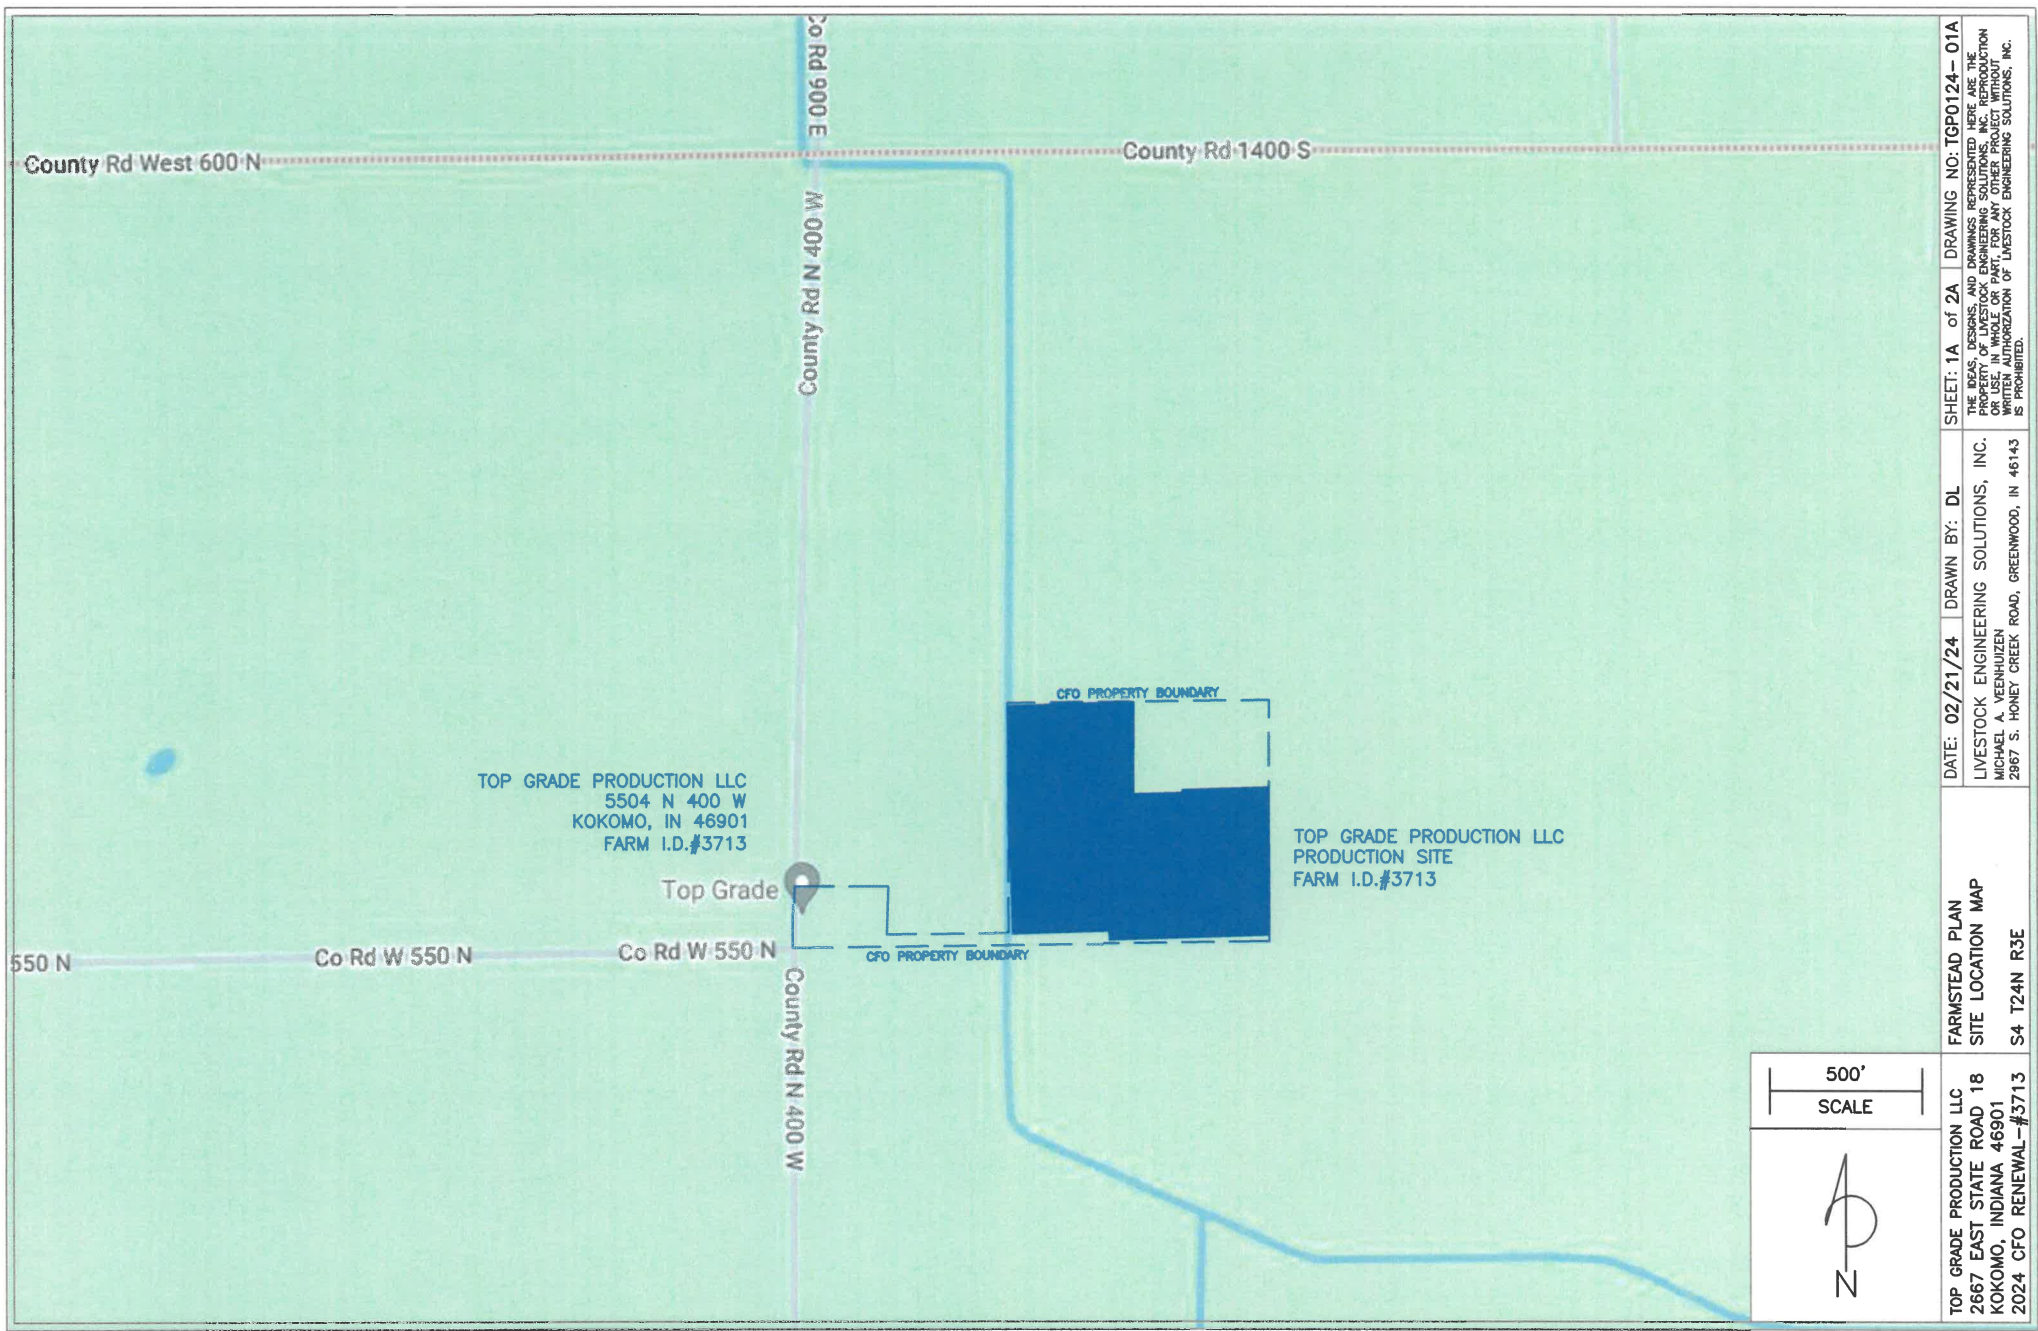 Co Rd 900 E
County Rd West 600 N
County Rd 1400 S
County Rd N 400 W
CFO PROPERTY BOUNDARY
TOP GRADE PRODUCTION LLC
5504 N 400 W
KOKOMO, IN 46901
FARM I.D.#3713
TOP GRADE PRODUCTION LLC
PRODUCTION SITE
FARM I.D.#3713
Top Grade
550 N
Co Rd W 550 N
Co Rd W 550 N
CFO PROPERTY BOUNDARY
County Rd N 400 W
500'
SCALE
N
TOP GRADE PRODUCTION LLC
2667 EAST STATE ROAD 18
KOKOMO, INDIANA 46901
2024 CFO RENEWAL-#3713
FARMSTEAD PLAN
SITE LOCATION MAP
S4 T24N R3E
DATE: 02/21/24
DRAWN BY: DL
SHEET: 1A of 2A
DRAWING NO: TGP0124-01A
LIVESTOCK ENGINEERING SOLUTIONS, INC.
MICHAEL A. VEENHUIZEN
2967 S. HONEY CREEK ROAD, GREENWOOD, IN 46143
THE IDEAS, DESIGNS, AND DRAWINGS REPRESENTED HERE ARE THE
PROPERTY OF LIVESTOCK ENGINEERING SOLUTIONS, INC. REPRODUCTION
OR USE, IN WHOLE OR PART, FOR ANY OTHER PROJECT WITHOUT
WRITTEN AUTHORIZATION OF LIVESTOCK ENGINEERING SOLUTIONS, INC.
IS PROHIBITED.